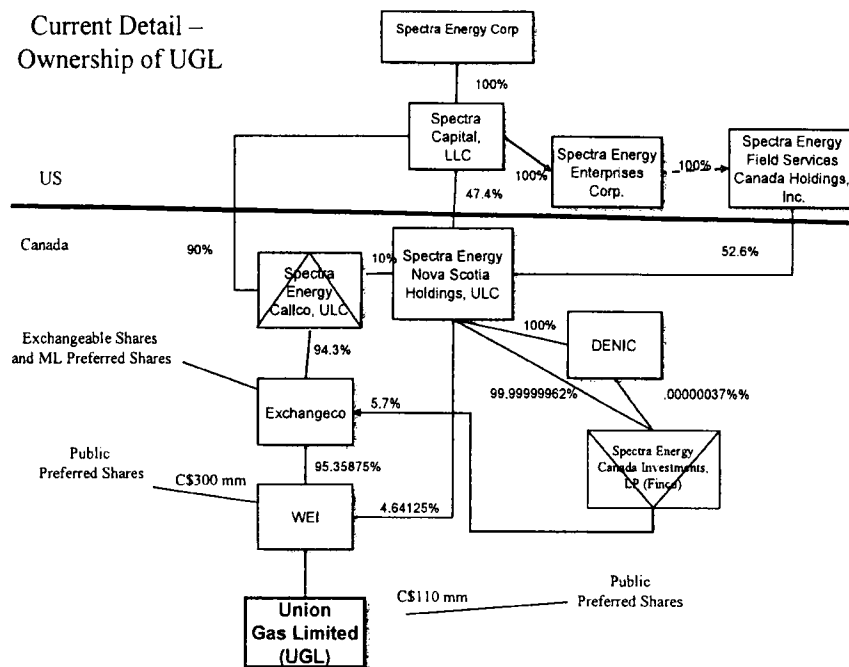 Current Detail –
Ownership of UGL
Spectra Energy Corp
100%
Spectra
Capital,
LLC
100%
Spectra Energy
Enterprises
Corp.
100%
Spectra Energy
Field Services
Canada Holdings,
Inc.
US
47.4%
Canada
90%
Spectra
Energy
Callco, ULC
10%
Spectra Energy
Nova Scotia
Holdings, ULC
52.6%
Exchangeable Shares
and ML Preferred Shares
94.3%
100%
DENIC
99.99999962%
.00000037%%
Exchangeco
5.7%
Spectra Energy
Canada Investments,
LP (Finco)
Public
Preferred Shares
C$300 mm
95.35875%
WEI
4.64125%
Union
Gas Limited
(UGL)
C$110 mm
Public
Preferred Shares